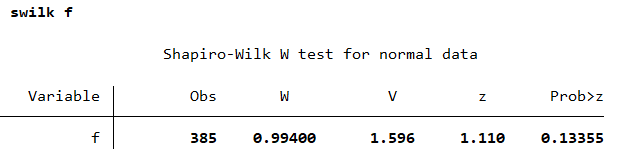 swilk f
Shapiro-Wilk W test for normal data
Variable Obs W V z Prob>z
f 385 0.99400 1.596 1.110 0.13355